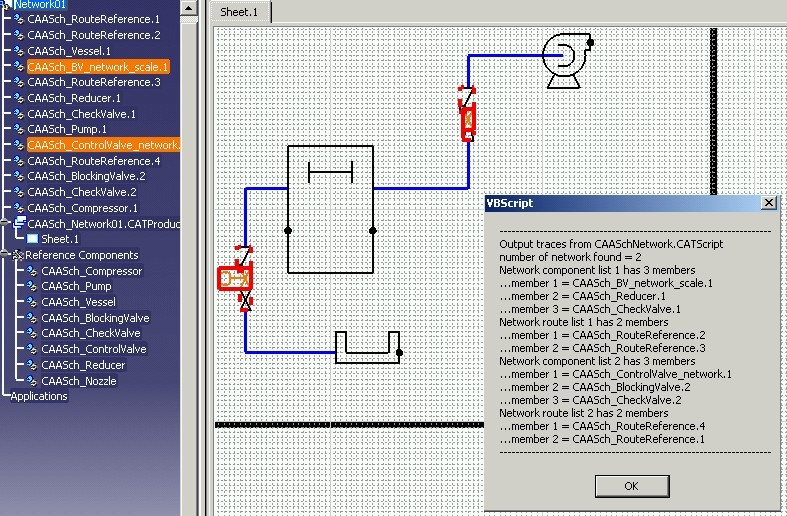 Network01
CAASch_RouteReference.1
CAASch_RouteReference.2
CAASch_Vessel.1
CAASch_BV_network_scale.1
CAASch_RouteReference.3
CAASch_Reducer.1
CAASch_CheckValve.1
CAASch_Pump.1
CAASch_ControlValve_network.
CAASch_RouteReference.4
CAASch_BlockingValve.2
CAASch_CheckValve.2
CAASch_Compressor.1
CAASch_Network01.CATProduc
Sheet.1
Reference Components
CAASch_Compressor
CAASch_Pump
CAASch_Vessel
CAASch_BlockingValve
CAASch_CheckValve
CAASch_ControlValve
CAASch_Reducer
CAASch_Nozzle
Applications
Sheet.1
VBScript
Output traces from CAASchNetwork.CATScript
number of network found = 2
Network component list 1 has 3 members
...member 1 = CAASch_BV_network_scale.1
...member 2 = CAASch_Reducer.1
...member 3 = CAASch_CheckValve.1
Network route list 1 has 2 members
...member 1 = CAASch_RouteReference.2
...member 2 = CAASch_RouteReference.3
Network component list 2 has 3 members
...member 1 = CAASch_ControlValve_network.1
...member 2 = CAASch_BlockingValve.2
...member 3 = CAASch_CheckValve.2
Network route list 2 has 2 members
...member 1 = CAASch_RouteReference.4
...member 2 = CAASch_RouteReference.1
OK